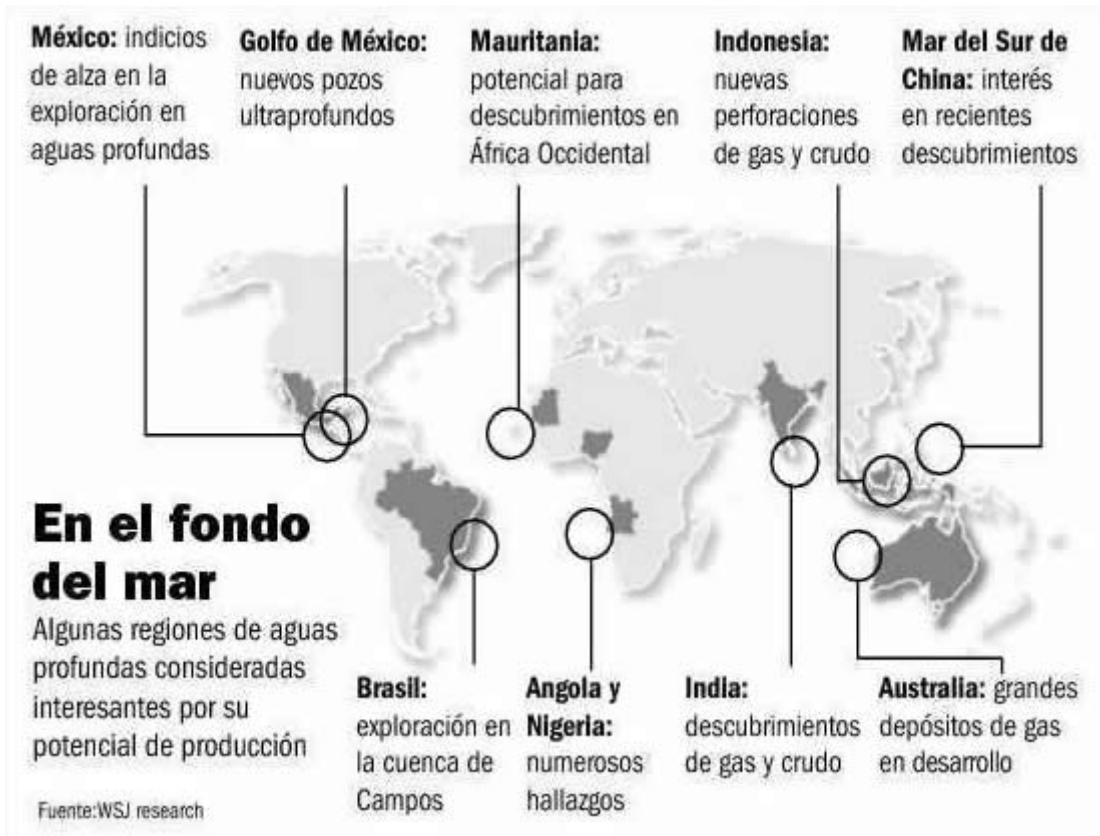 México: indicios
de alza en la
exploración en
aguas profundas
Golfo de México:
nuevos pozos
ultraprofundos
Mauritania:
potencial para
descubrimientos en
África Occidental
Indonesia:
nuevas
perforaciones
de gas y crudo
Mar del Sur de
China: interés
en recientes
descubrimientos
En el fondo
del mar
Algunas regiones de aguas
profundas consideradas
interesantes por su
potencial de producción
Brasil:
exploración en
la cuenca de
Campos
Angola y
Nigeria:
numerosos
hallazgos
India:
descubrimientos
de gas y crudo
Australia: grandes
depósitos de gas
en desarrollo
Fuente:WSJ research